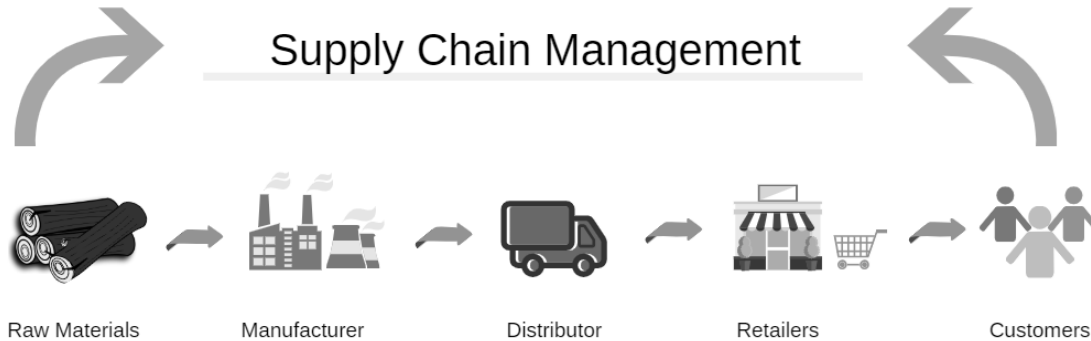 Supply Chain Management
Raw Materials
Manufacturer
Distributor
Retailers
Customers